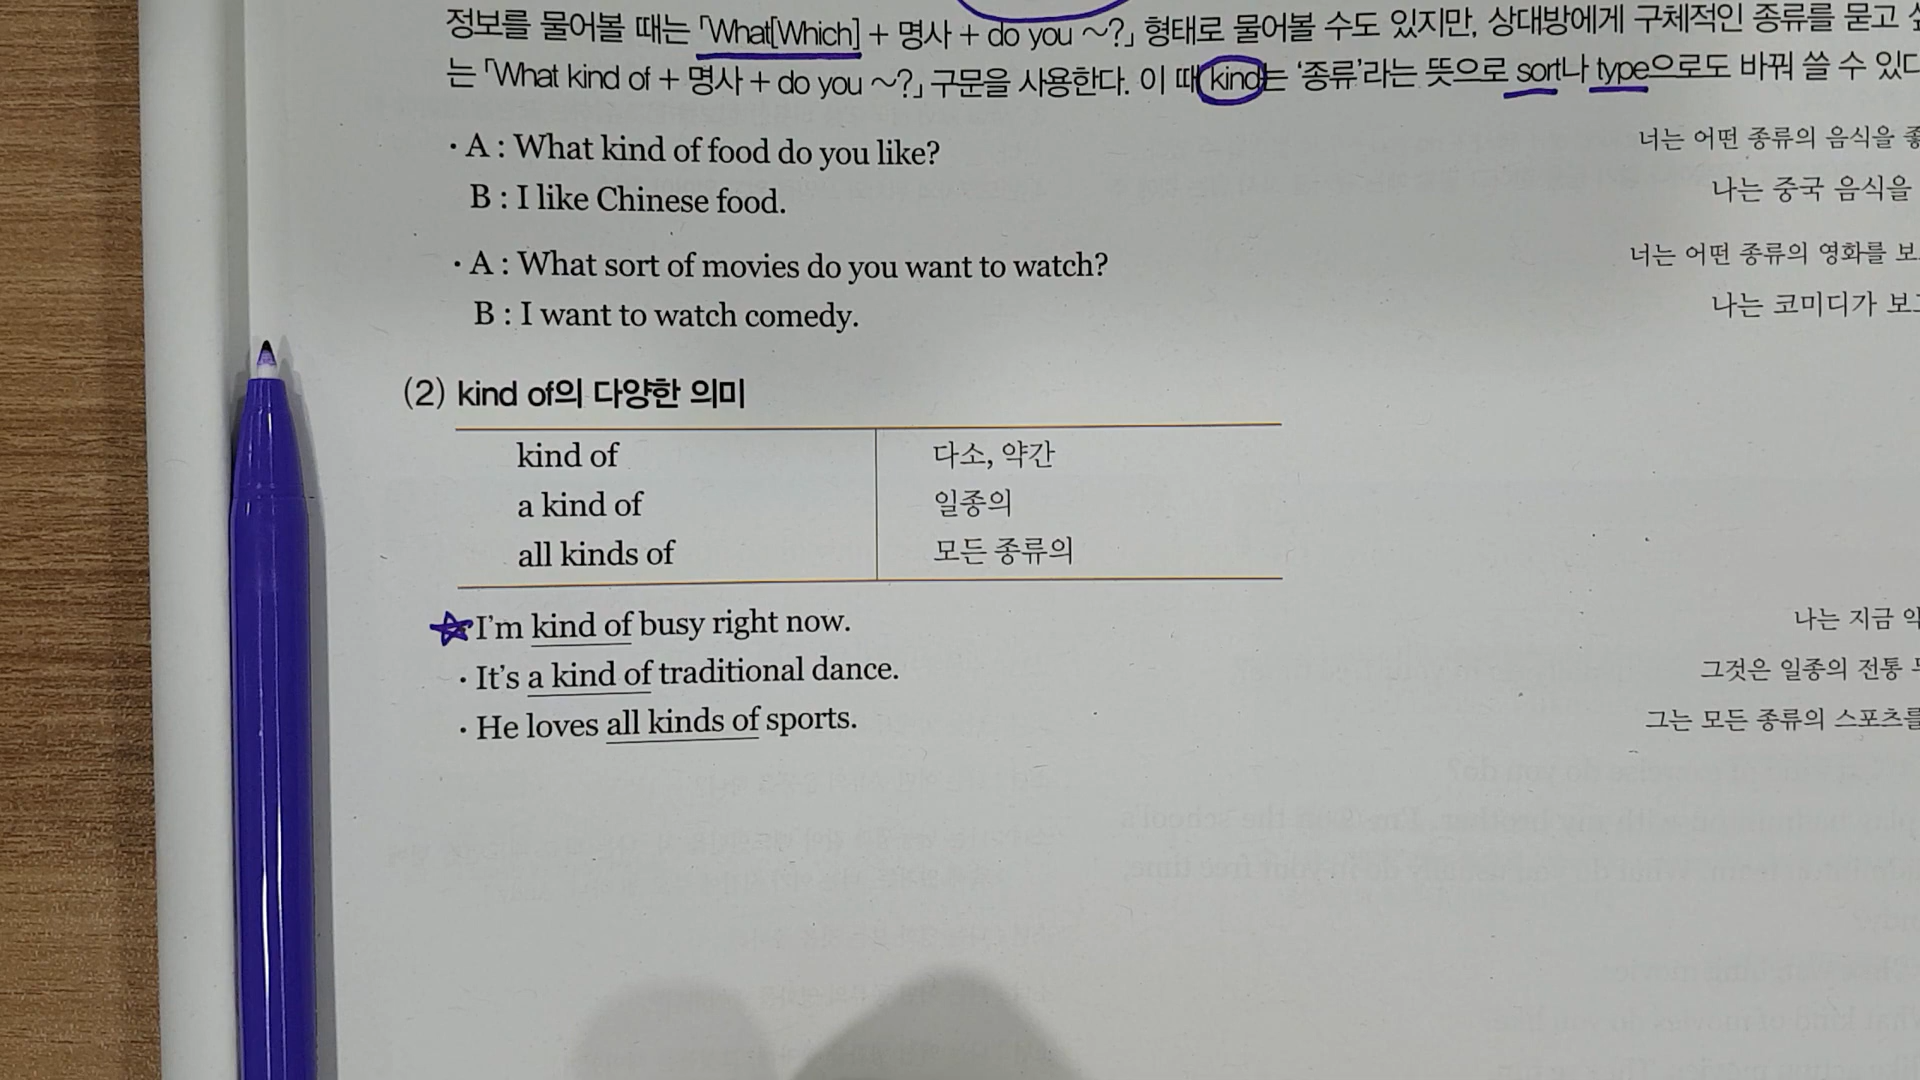 정보를 물어볼 때는 「What[Which] + 명사 + do you ~?」 형태로 물어볼 수도 있지만, 상대방에게 구체적인 종류를 묻고
는 「What kind of + 명사 + do you ~?」 구문을 사용한다. 이 때 kind는 '종류'라는 뜻으로 sort나 type으로도 바꿔 쓸 수 있다
· A : What kind of food do you like? 너는 어떤 종류의 음식을
B : I like Chinese food. 나는 중국 음식을
· A : What sort of movies do you want to watch? 너는 어떤 종류의 영화를
B : I want to watch comedy. 나는 코미디가
(2) kind of의 다양한 의미
kind of 다소, 약간
a kind of 일종의
all kinds of 모든 종류의
I'm kind of busy right now. 나는 지금
· It's a kind of traditional dance. 그것은 일종의 전통
· He loves all kinds of sports. 그는 모든 종류의 스포츠를